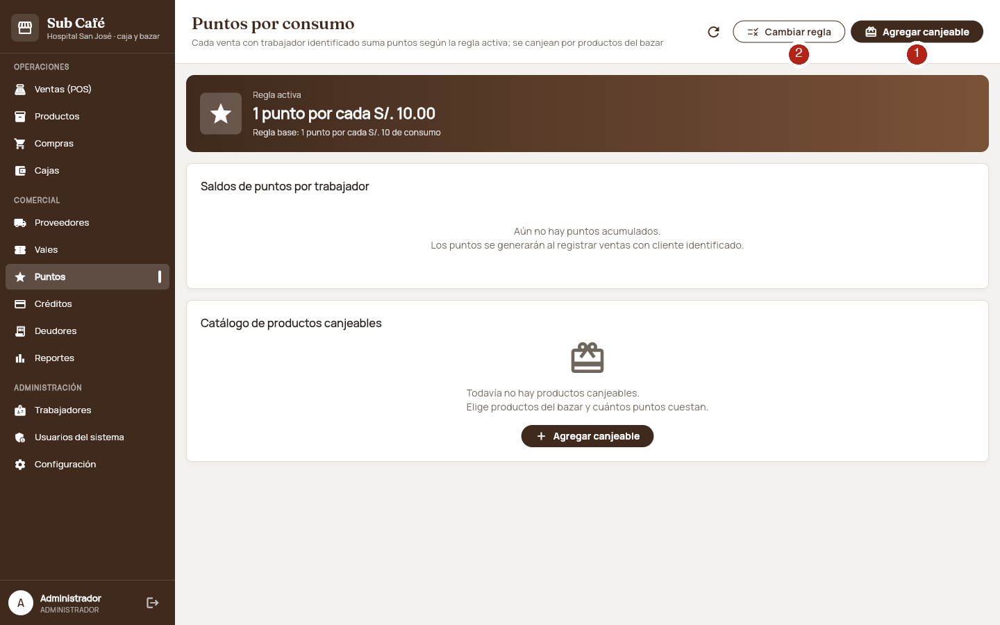 Sub Café
Hospital San José · caja y bazar
OPERACIONES
Ventas (POS)
Productos
Compras
Cajas
COMERCIAL
Proveedores
Vales
Puntos
Créditos
Deudores
Reportes
ADMINISTRACIÓN
Trabajadores
Usuarios del sistema
Configuración
A
Administrador
ADMINISTRADOR
Puntos por consumo
Cada venta con trabajador identificado suma puntos según la regla activa; se canjean por productos del bazar
Cambiar regla
Agregar canjeable
2
1
Regla activa
1 punto por cada S/. 10.00
Regla base: 1 punto por cada S/. 10 de consumo
Saldos de puntos por trabajador
Aún no hay puntos acumulados.
Los puntos se generarán al registrar ventas con cliente identificado.
Catálogo de productos canjeables
Todavía no hay productos canjeables.
Elige productos del bazar y cuántos puntos cuestan.
Agregar canjeable